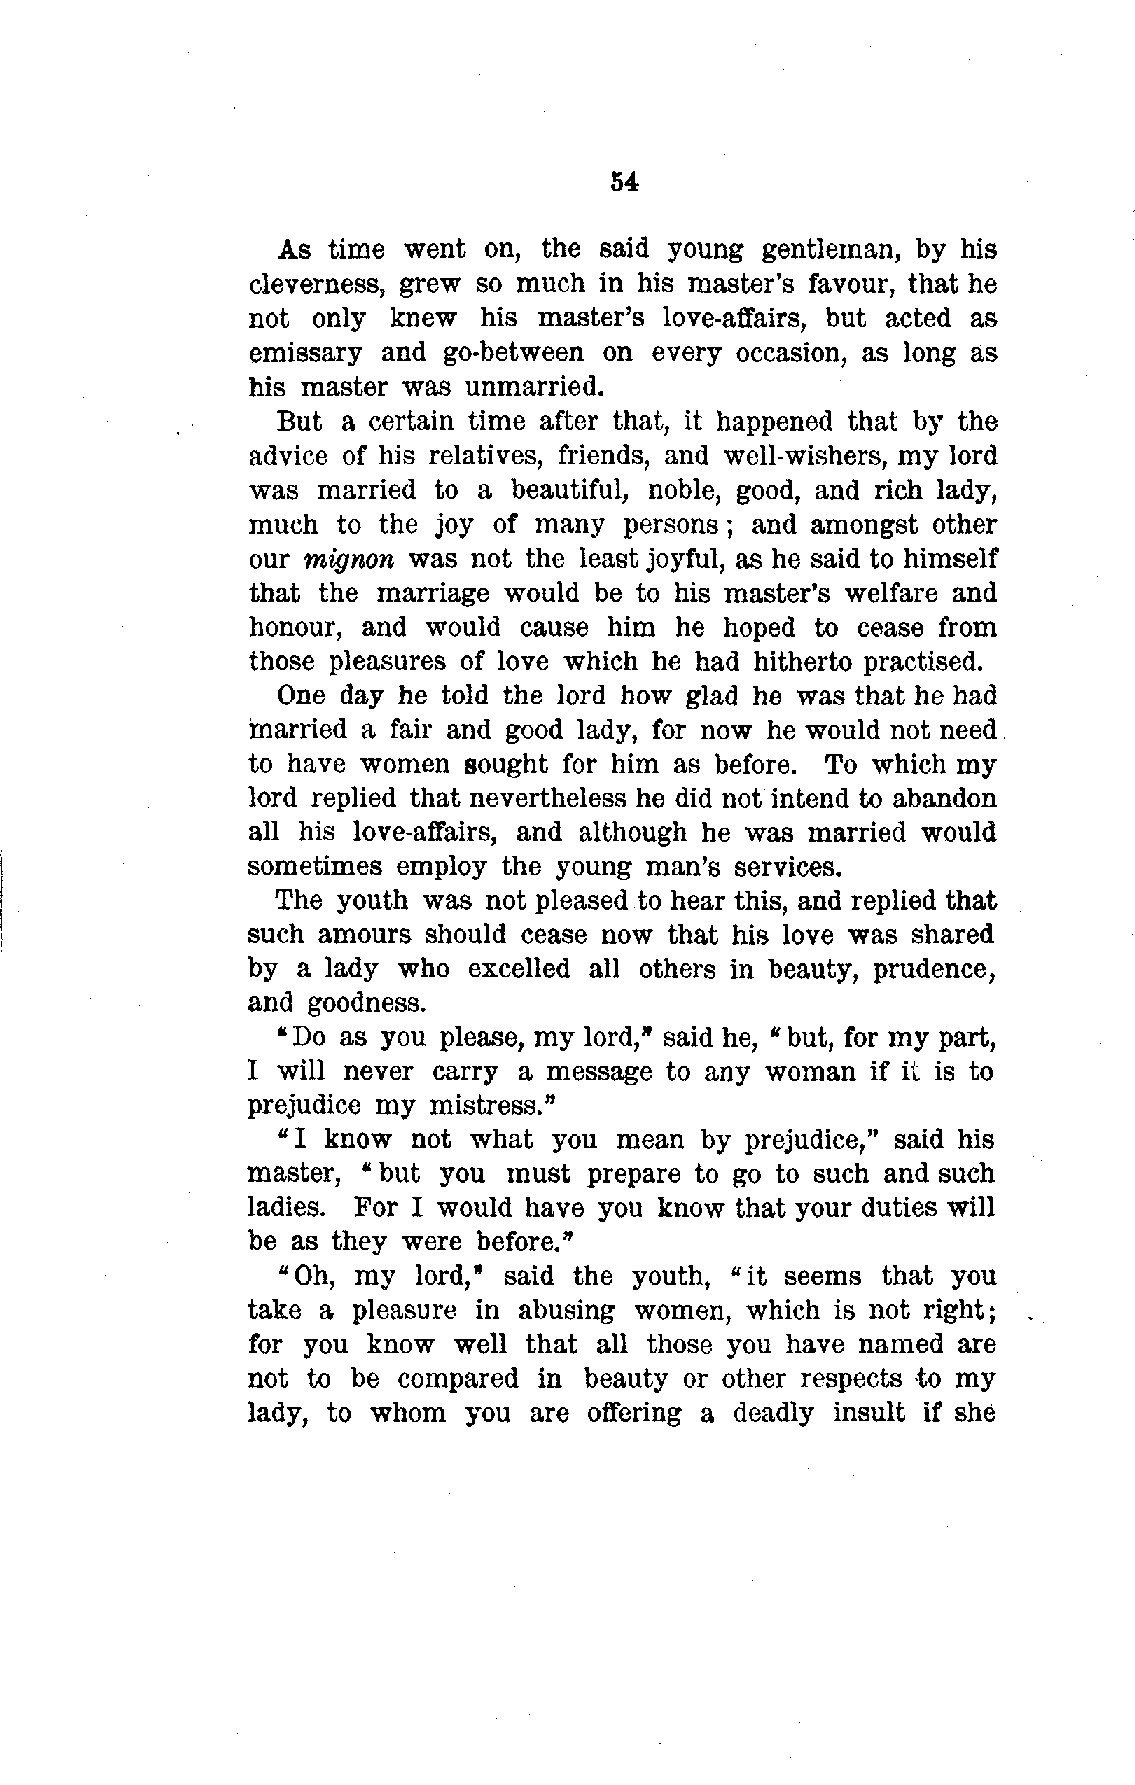 54
As time went on, the said young gentleman, by his
cleverness, grew so much in his master's favour, that he
not only knew his master's love-affairs, but acted as
emissary and go-between on every occasion, as long as
his master was unmarried.
But a certain time after that, it happened that by the
advice of his relatives, friends, and well-wishers, my lord
was married to a beautiful, noble, good, and rich lady,
much to the joy of many persons; and amongst other
our mignon was not the least joyful, as he said to himself
that the marriage would be to his master's welfare and
honour, and would cause him he hoped to cease from
those pleasures of love which he had hitherto practised.
One day he told the lord how glad he was that he had
married a fair and good lady, for now he would not need
to have women sought for him as before. To which my
lord replied that nevertheless he did not intend to abandon
all his love-affairs, and although he was married would
sometimes employ the young man's services.
The youth was not pleased to hear this, and replied that
such amours should cease now that his love was shared
by a lady who excelled all others in beauty, prudence,
and goodness.
“Do as you please, my lord,” said he, “but, for my part,
I will never carry a message to any woman if it is to
prejudice my mistress.”
“I know not what you mean by prejudice,” said his
master, “but you must prepare to go to such and such
ladies. For I would have you know that your duties will
be as they were before.”
“Oh, my lord,” said the youth, “it seems that you
take a pleasure in abusing women, which is not right;
for you know well that all those you have named are
not to be compared in beauty or other respects to my
lady, to whom you are offering a deadly insult if she